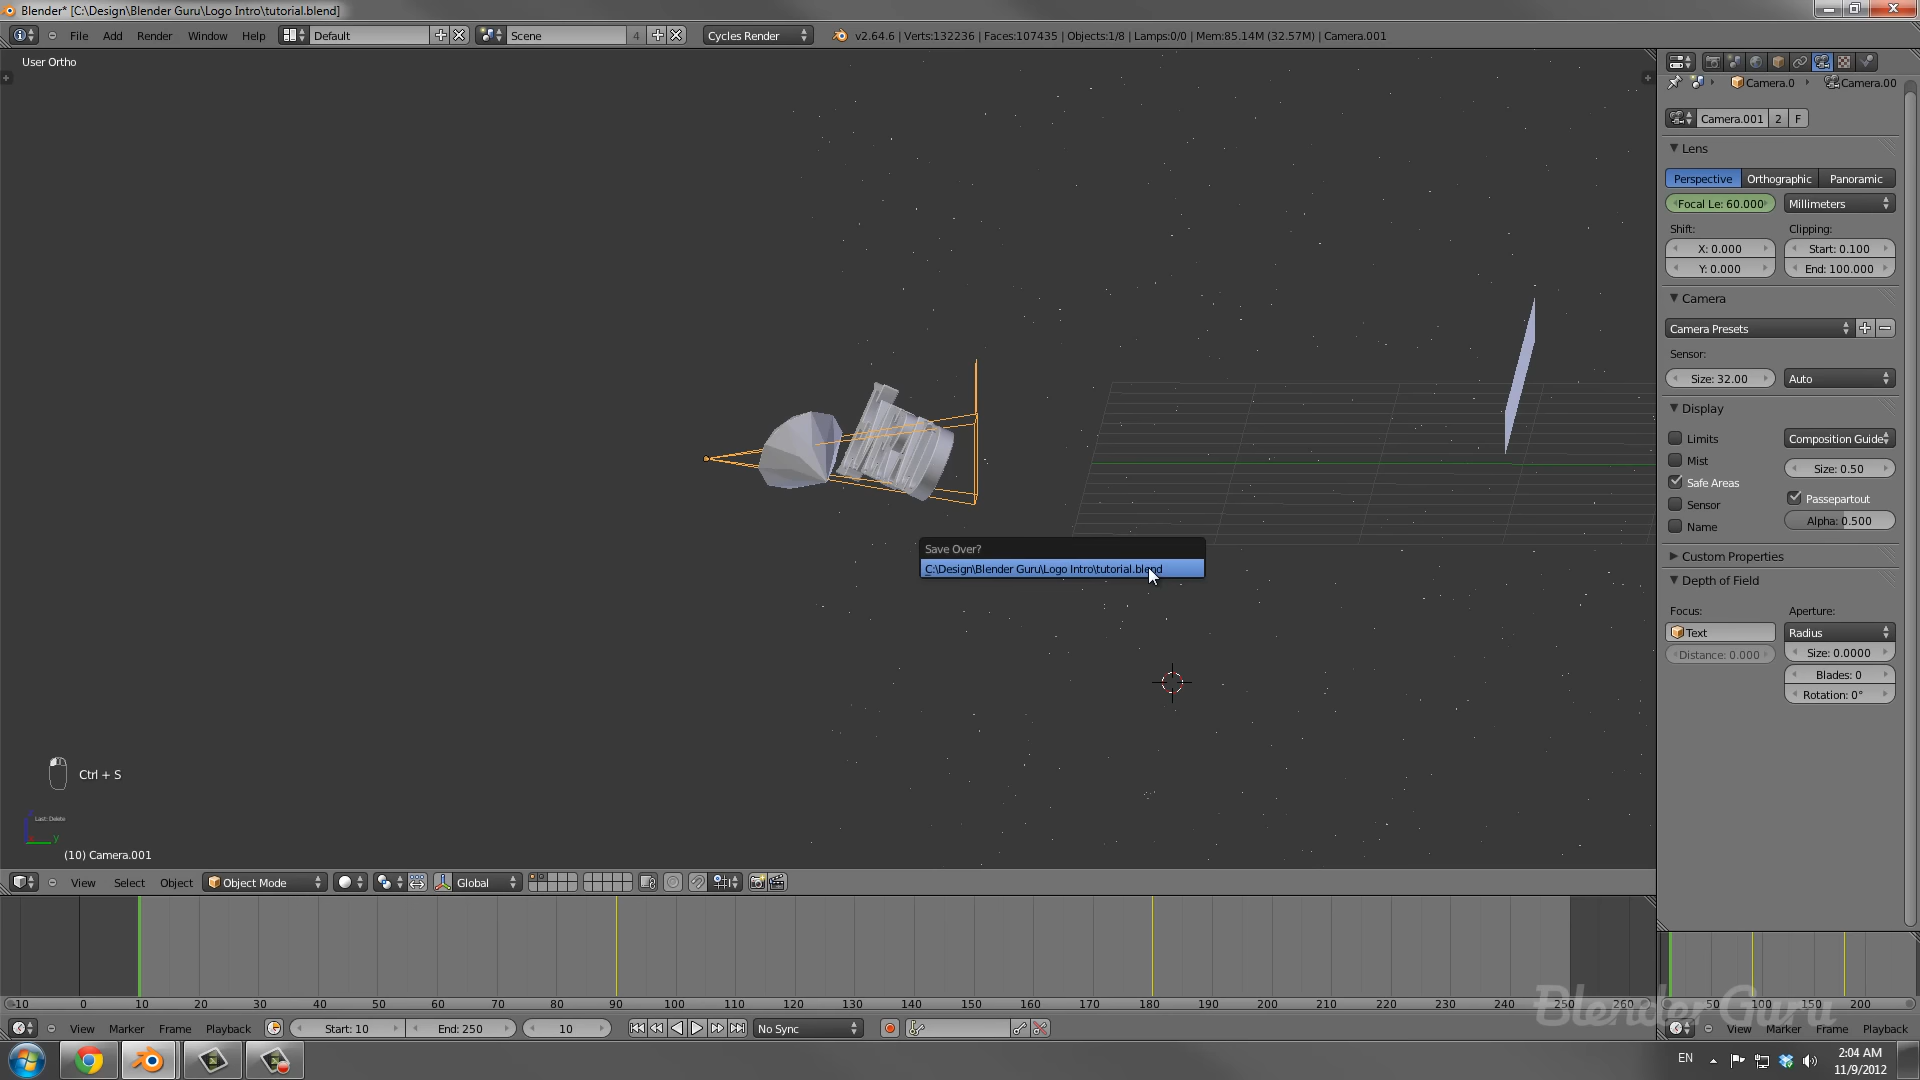 Blender* [C:\Design\Blender Guru\Logo Intro\tutorial.blend]
File Add Render Window Help Default Scene 4 Cycles Render v2.64.6 | Verts:132236 | Faces:107435 | Objects:1/8 | Lamps:0/0 | Mem:85.14M (32.57M) | Camera.001
User Ortho
Camera.0 Camera.00
Camera.001 2 F
Lens
Perspective Orthographic Panoramic
Focal Le: 60.000 Millimeters
Shift: Clipping:
X: 0.000 Start: 0.100
Y: 0.000 End: 100.000
Camera
Camera Presets
Sensor:
Size: 32.00 Auto
Display
Limits Composition Guide
Mist Size: 0.50
Safe Areas
Sensor Passepartout
Name Alpha: 0.500
Custom Properties
Depth of Field
Focus: Aperture:
Text Radius
Distance: 0.000 Size: 0.0000
Blades: 0
Rotation: 0°
Save Over?
C:\Design\Blender Guru\Logo Intro\tutorial.blend
Ctrl + S
Last: Delete
y
(10) Camera.001
View Select Object Object Mode Global
-10 0 10 20 30 40 50 60 70 80 90 100 110 120 130 140 150 160 170 180 190 200 210 220 230 240 250 260
50 100 150 200
BlenderGuru
View Marker Frame Playback Start: 10 End: 250 10 No Sync
View Marker Frame Playback
EN 2:04 AM
11/9/2012